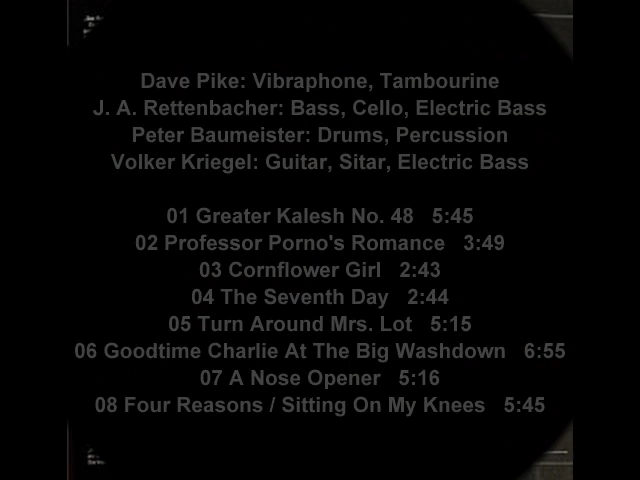 Dave Pike: Vibraphone, Tambourine
J. A. Rettenbacher: Bass, Cello, Electric Bass
Peter Baumeister: Drums, Percussion
Volker Kriegel: Guitar, Sitar, Electric Bass
01 Greater Kalesh No. 48 5:45
02 Professor Porno's Romance 3:49
03 Cornflower Girl 2:43
04 The Seventh Day 2:44
05 Turn Around Mrs. Lot 5:15
06 Goodtime Charlie At The Big Washdown 6:55
07 A Nose Opener 5:16
08 Four Reasons / Sitting On My Knees 5:45